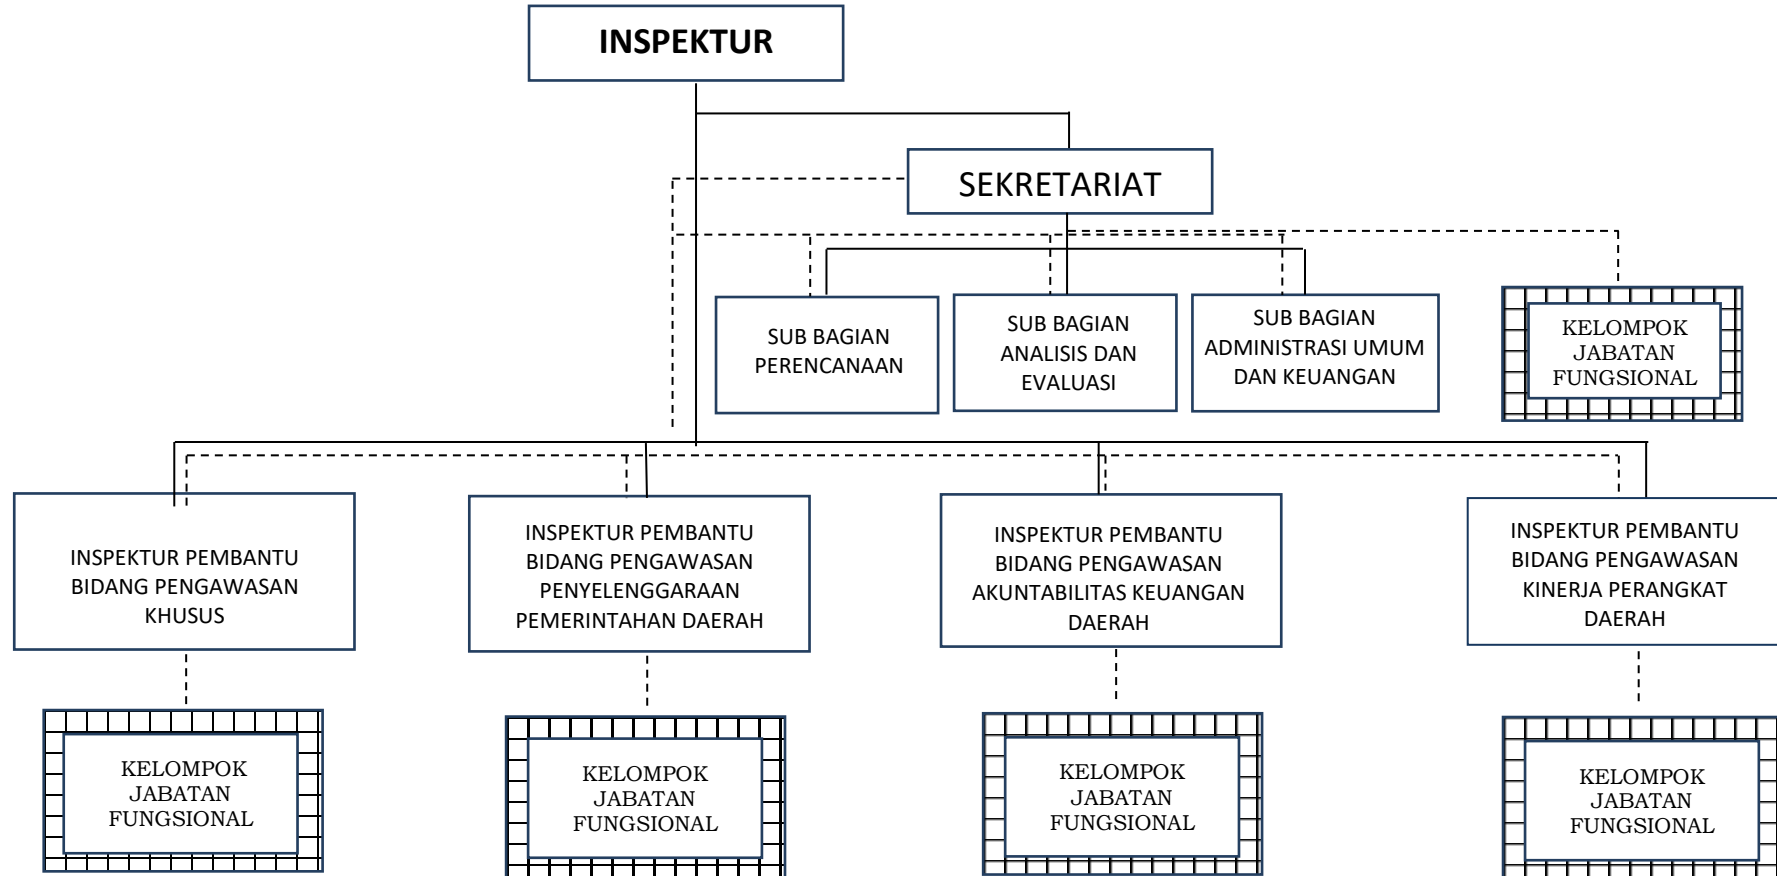 INSPEKTUR
SEKRETARIAT
SUB BAGIAN
PERENCANAAN
SUB BAGIAN
ANALISIS DAN
EVALUASI
SUB BAGIAN
ADMINISTRASI UMUM
DAN KEUANGAN
KELOMPOK
JABATAN
FUNGSIONAL
INSPEKTUR PEMBANTU
BIDANG PENGAWASAN
KHUSUS
INSPEKTUR PEMBANTU
BIDANG PENGAWASAN
PENYELENGGARAAN
PEMERINTAHAN DAERAH
INSPEKTUR PEMBANTU
BIDANG PENGAWASAN
AKUNTABILITAS KEUANGAN
DAERAH
INSPEKTUR PEMBANTU
BIDANG PENGAWASAN
KINERJA PERANGKAT
DAERAH
KELOMPOK
JABATAN
FUNGSIONAL
KELOMPOK
JABATAN
FUNGSIONAL
KELOMPOK
JABATAN
FUNGSIONAL
KELOMPOK
JABATAN
FUNGSIONAL